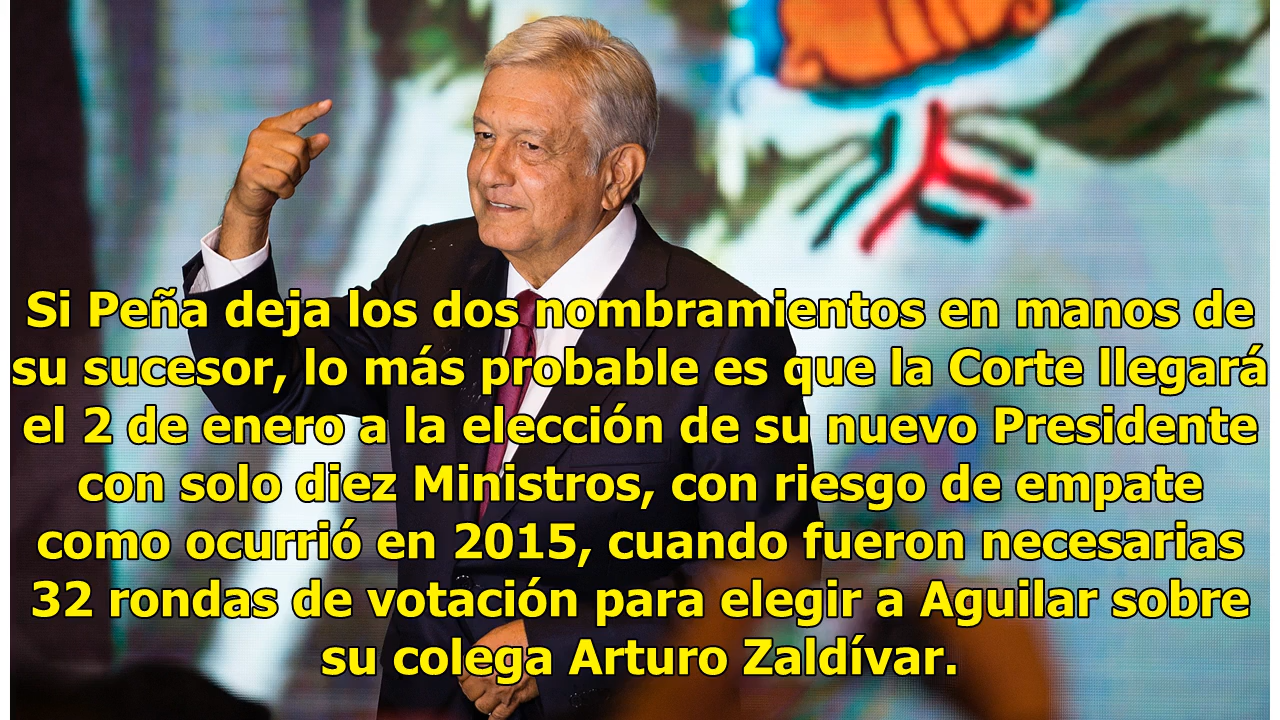 Si Peña deja los dos nombramientos en manos de
su sucesor, lo más probable es que la Corte llegará
el 2 de enero a la elección de su nuevo Presidente
con solo diez Ministros, con riesgo de empate
como ocurrió en 2015, cuando fueron necesarias
32 rondas de votación para elegir a Aguilar sobre
su colega Arturo Zaldívar.